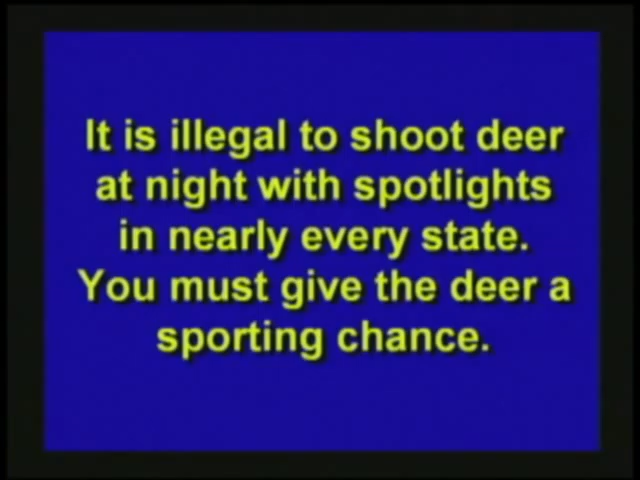 It is illegal to shoot deer
at night with spotlights
in nearly every state.
You must give the deer a
sporting chance.